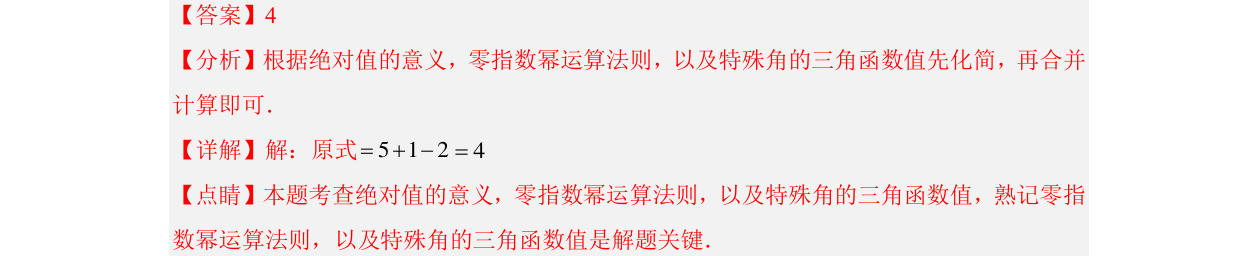 【答案】4
【分析】根据绝对值的意义，零指数幂运算法则，以及特殊角的三角函数值先化简，再合并
计算即可．
【详解】解：原式=5+1−2=4
【点睛】本题考查绝对值的意义，零指数幂运算法则，以及特殊角的三角函数值，熟记零指
数幂运算法则，以及特殊角的三角函数值是解题关键．